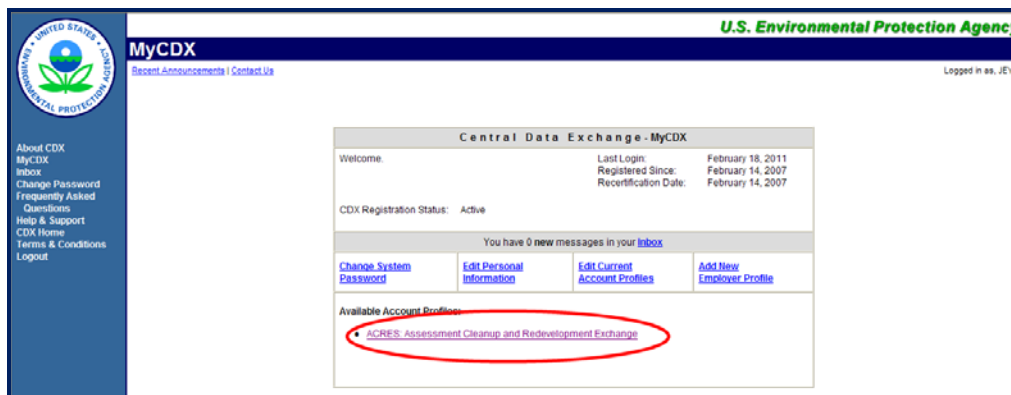 UNITED STATES
ENVIRONMENTAL PROTECTION AGENCY
U.S. Environmental Protection Agency
MyCDX
Recent Announcements | Contact Us
Logged in as, JEV
About CDX
MyCDX
Inbox
Change Password
Frequently Asked
Questions
Help & Support
CDX Home
Terms & Conditions
Logout
Central Data Exchange - MyCDX
Welcome.
Last Login: February 18, 2011
Registered Since: February 14, 2007
Recertification Date: February 14, 2007
CDX Registration Status: Active
You have 0 new messages in your Inbox
Change System
Password
Edit Personal
Information
Edit Current
Account Profiles
Add New
Employer Profile
Available Account Profiles:
ACRES: Assessment Cleanup and Redevelopment Exchange